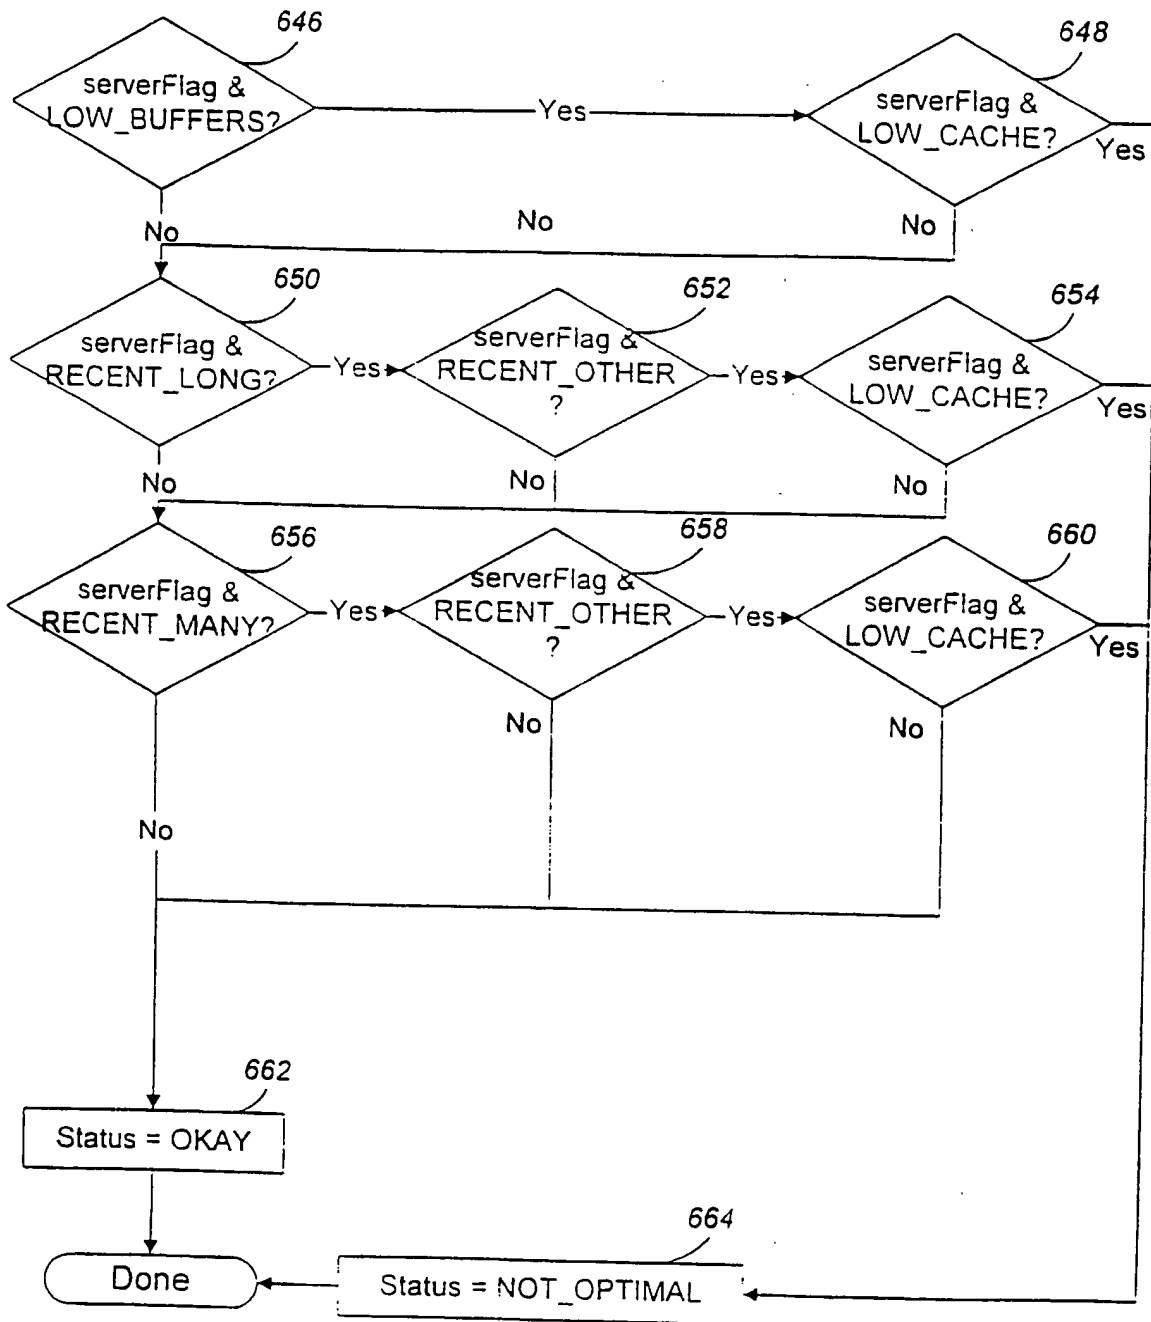 646
serverFlag &
LOW_BUFFERS?
Yes
648
serverFlag &
LOW_CACHE?
Yes
No
No
No
650
serverFlag &
RECENT_LONG?
Yes
652
serverFlag &
RECENT_OTHER
?
Yes
654
serverFlag &
LOW_CACHE?
Yes
No
No
No
656
serverFlag &
RECENT_MANY?
Yes
658
serverFlag &
RECENT_OTHER
?
Yes
660
serverFlag &
LOW_CACHE?
Yes
No
No
No
662
Status = OKAY
664
Done
Status = NOT_OPTIMAL